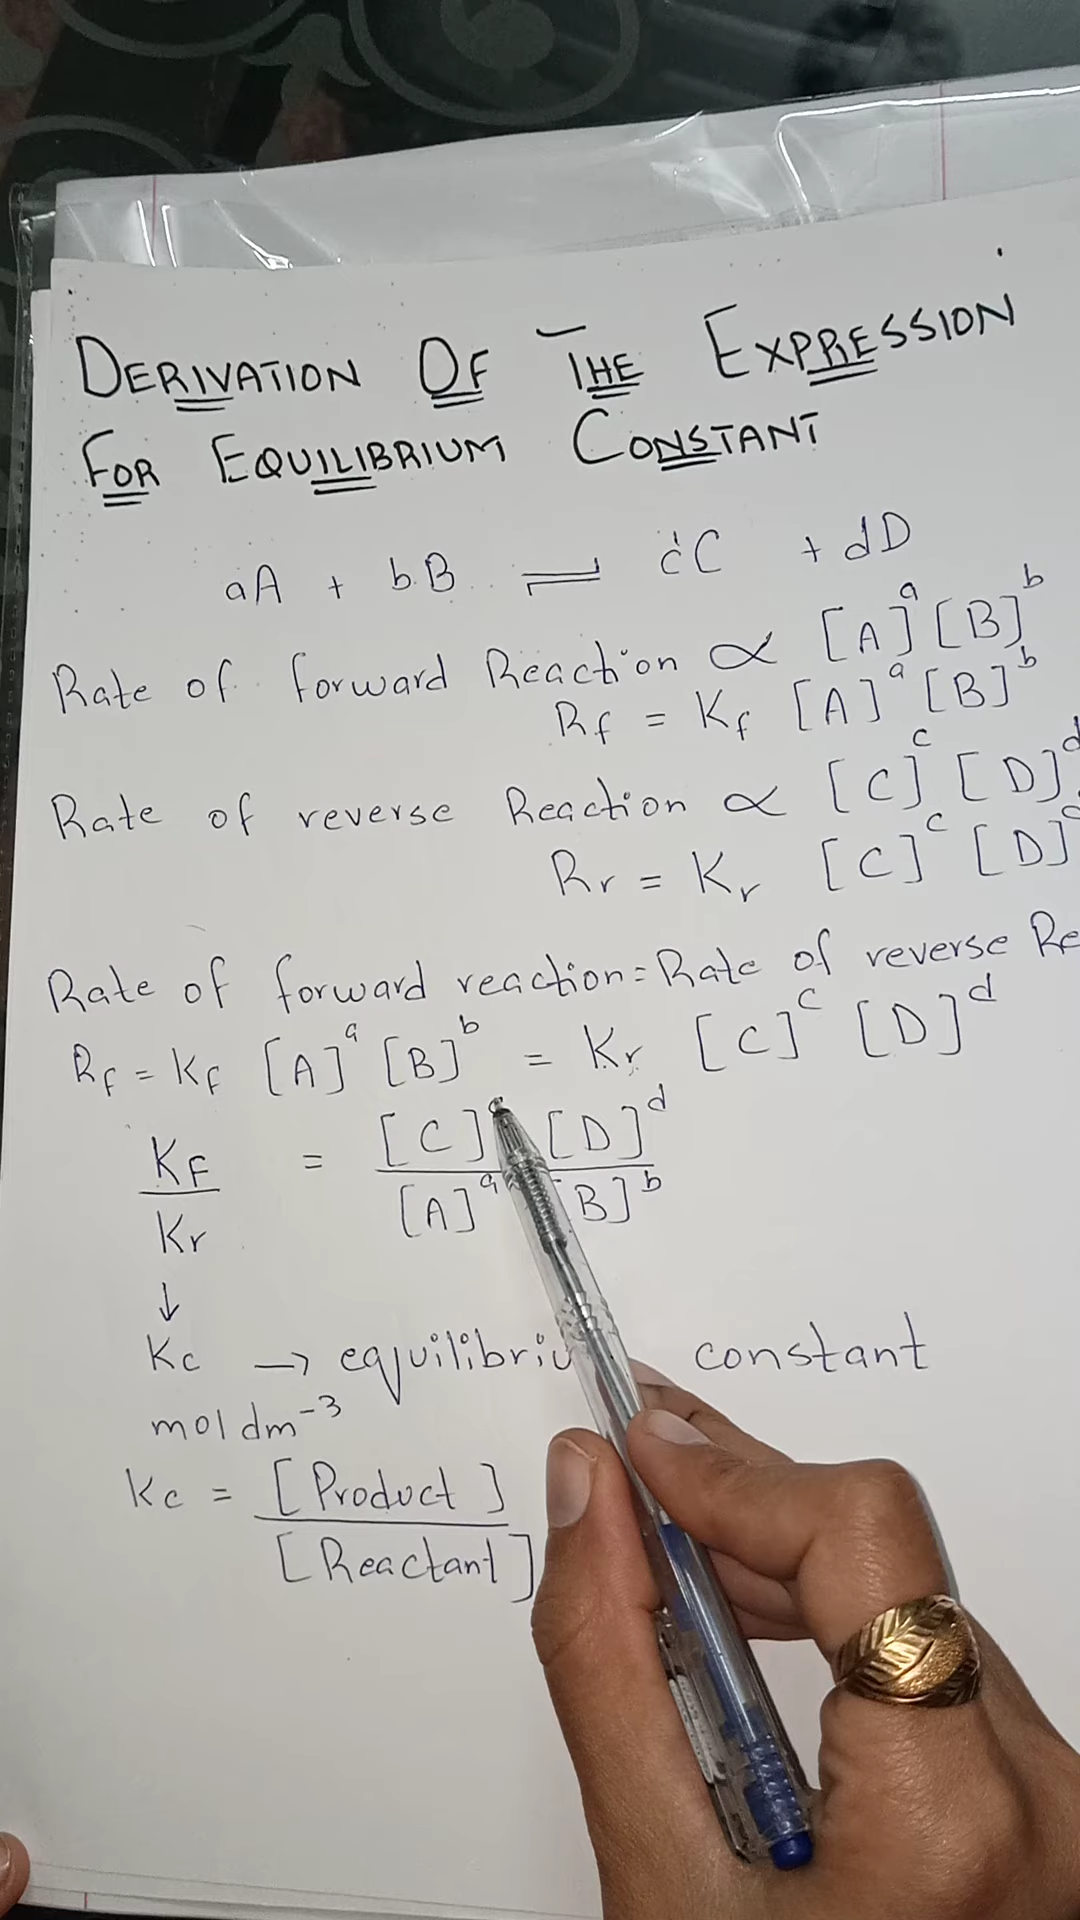 DERIVATION OF THE EXPRESSION
FOR EQUILIBRIUM CONSTANT
aA + bB ⇌ cC + dD
Rate of forward Reaction ∝ [A]^a [B]^b
Rf = Kf [A]^a [B]^b
Rate of reverse Reaction ∝ [C]^c [D]^d
Rr = Kr [C]^c [D]
Rate of forward reaction = Rate of reverse Re
Rf = Kf [A]^a [B]^b = Kr [C]^c [D]^d
KF / Kr = [C] [D]^d / [A]^a [B]^b
↓
Kc → equilibriu constant
mol dm^-3
Kc = [Product] / [Reactant]